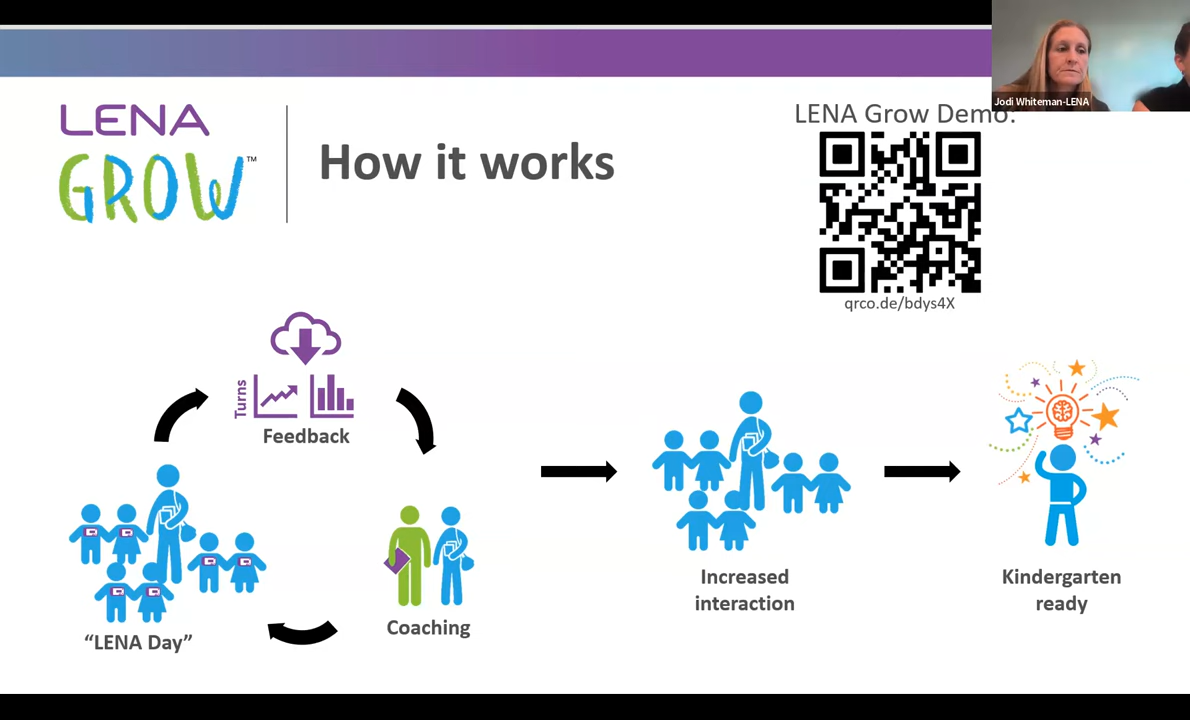 Jodi Whiteman-LENA
LENA
GROW™
How it works
LENA Grow Demo:
qrco.de/bdys4X
Turns
Feedback
"LENA Day"
Coaching
Increased
interaction
Kindergarten
ready